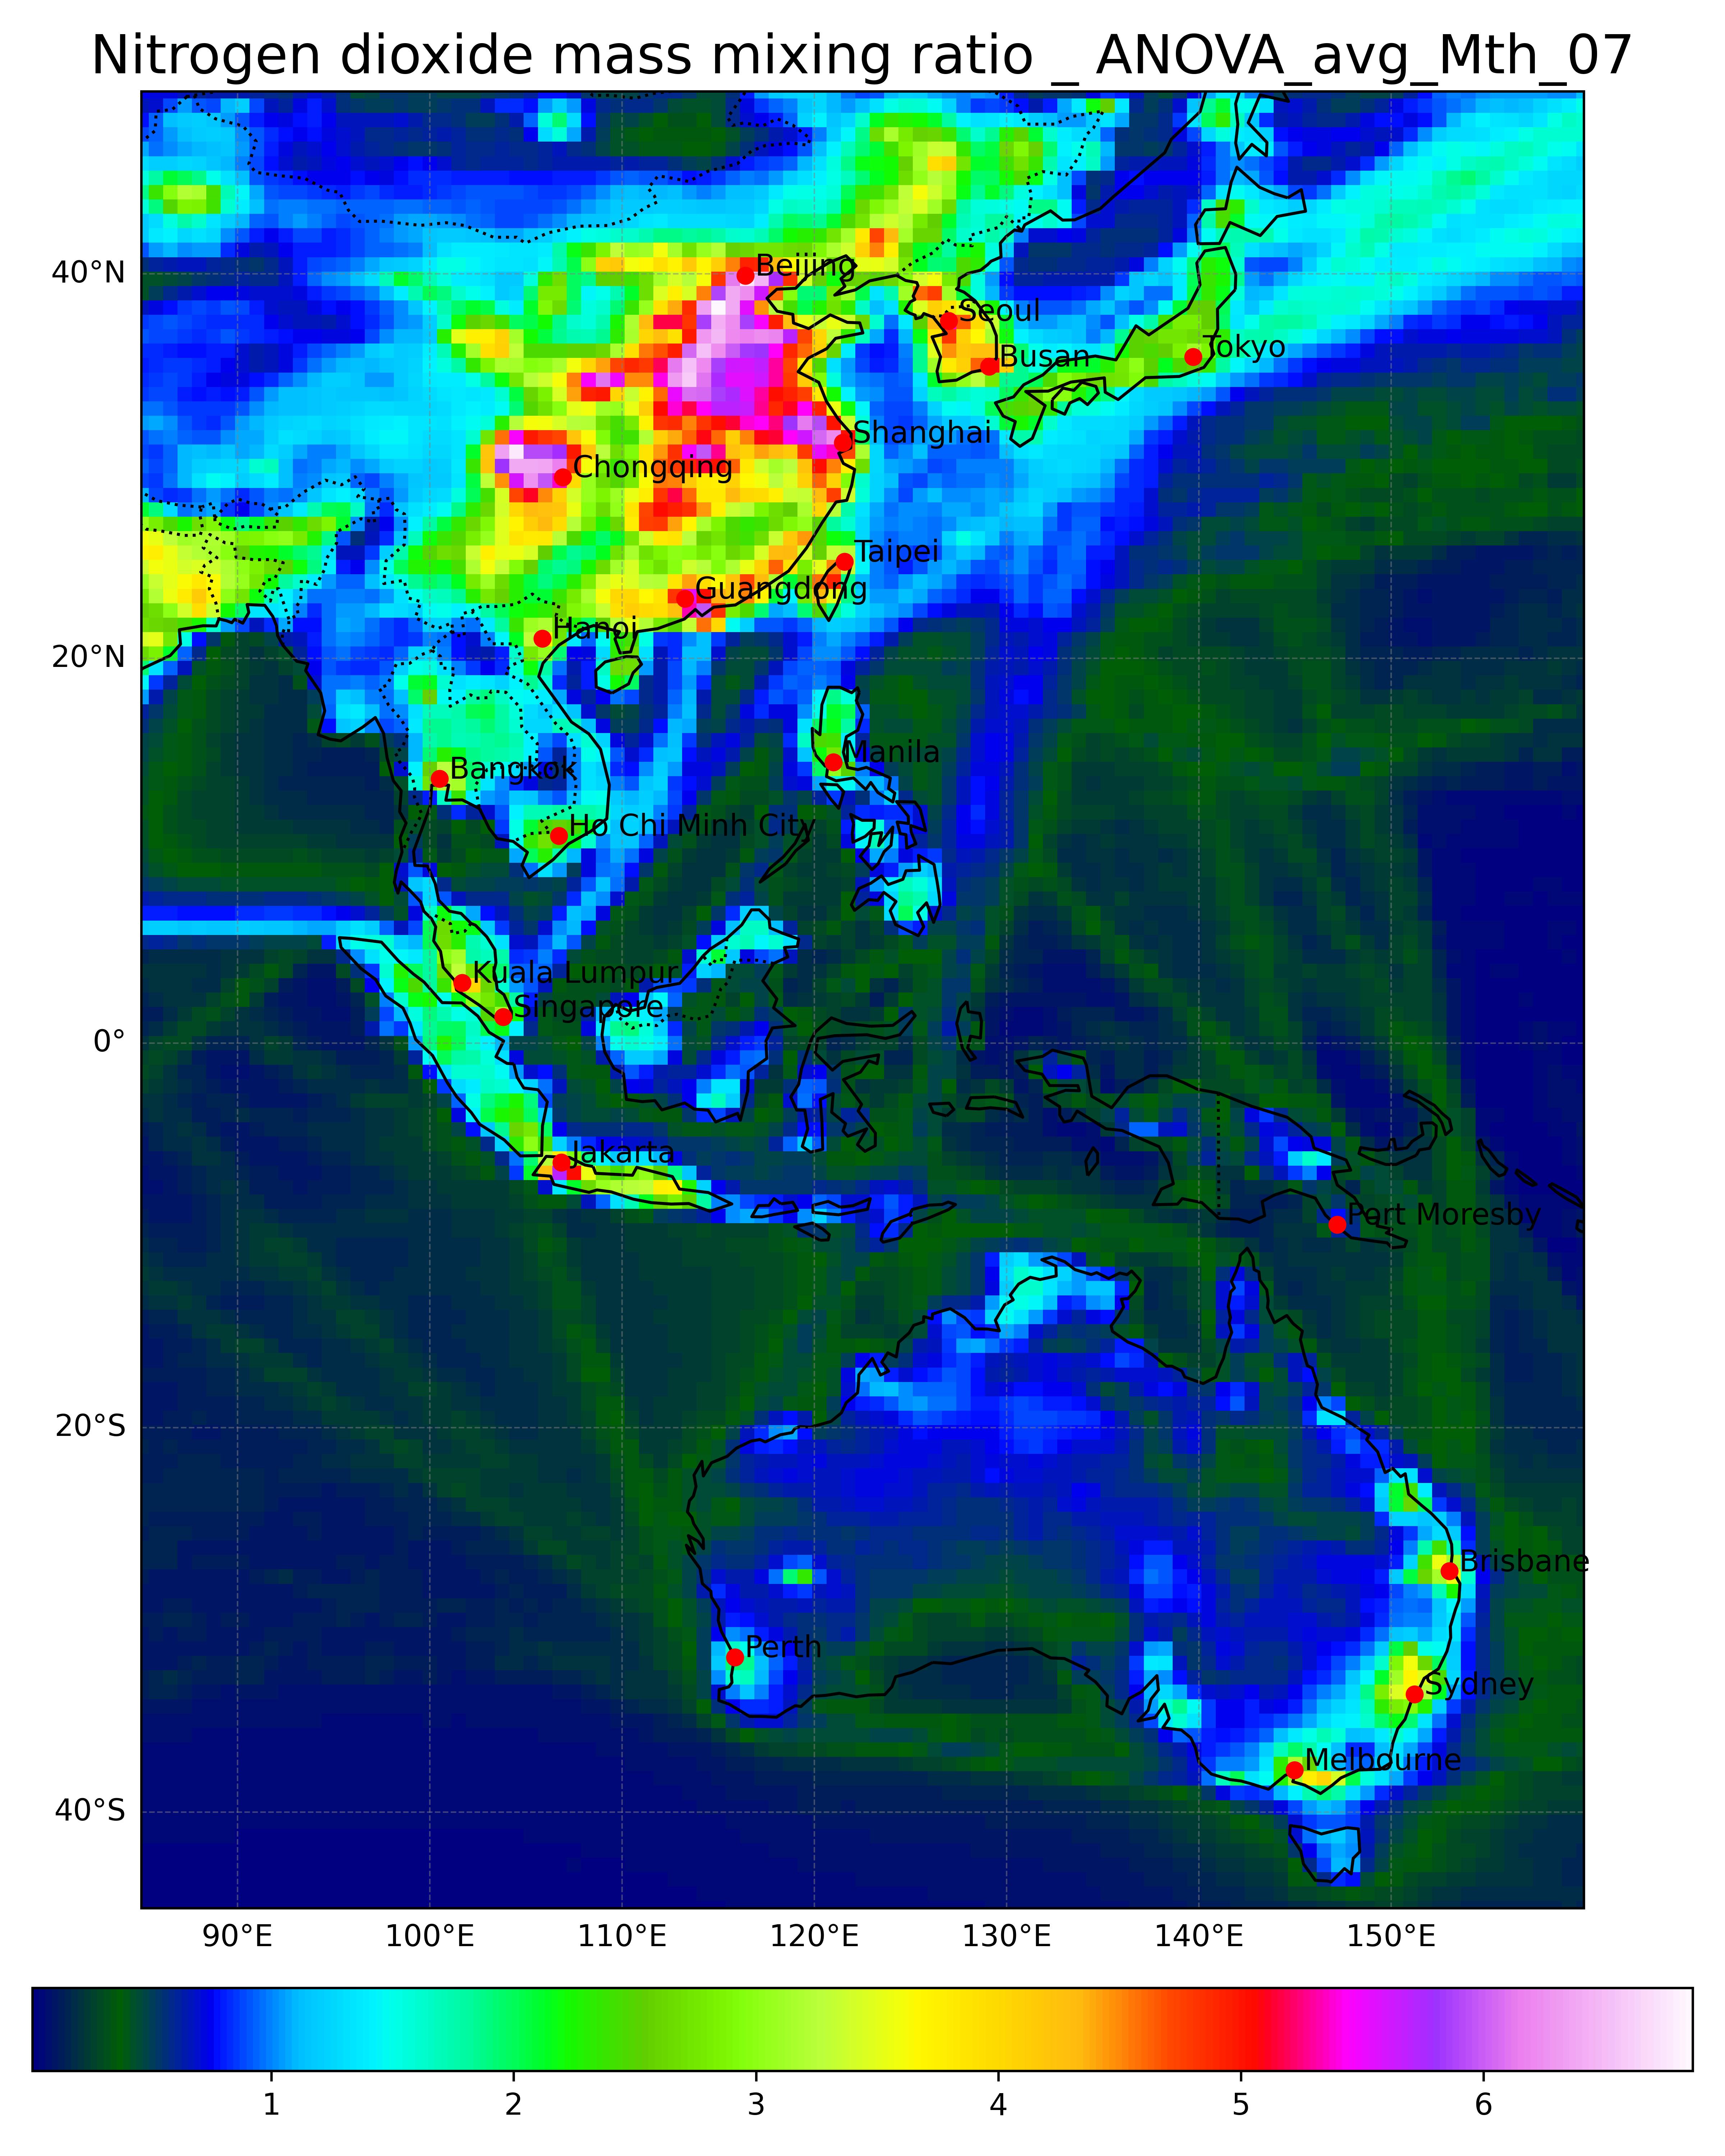 Nitrogen dioxide mass mixing ratio _ ANOVA_avg_Mth_07
Beijing
40°N
Seoul
Tokyo
Busan
Shanghai
Chongqing
Taipei
Guangdong
Hanoi
20°N
Manila
Bangkok
Ho Chi Minh City
Kuala Lumpur
Singapore
0°
Jakarta
Port Moresby
20°S
Brisbane
Perth
Sydney
Melbourne
40°S
90°E 100°E 110°E 120°E 130°E 140°E 150°E
1 2 3 4 5 6